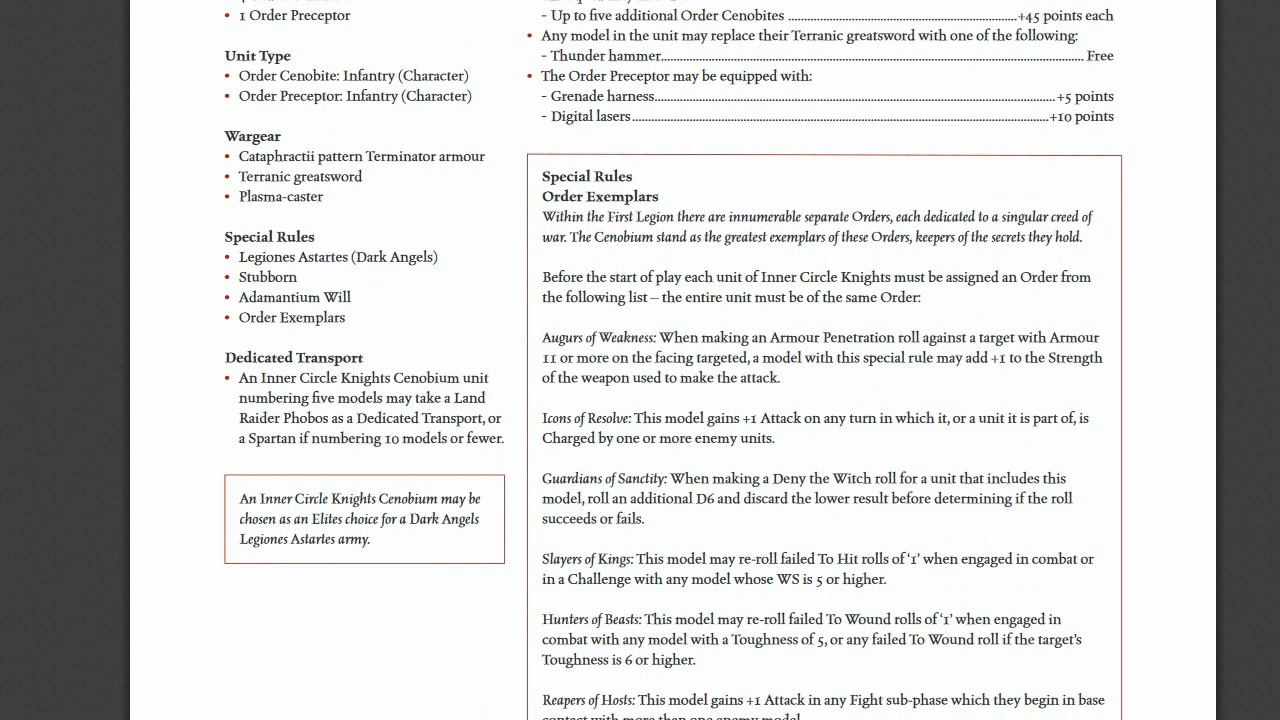 • 1 Order Preceptor
Unit Type
• Order Cenobite: Infantry (Character)
• Order Preceptor: Infantry (Character)
Wargear
• Cataphractii pattern Terminator armour
• Terranic greatsword
• Plasma-caster
Special Rules
• Legiones Astartes (Dark Angels)
• Stubborn
• Adamantium Will
• Order Exemplars
Dedicated Transport
• An Inner Circle Knights Cenobium unit
numbering five models may take a Land
Raider Phobos as a Dedicated Transport, or
a Spartan if numbering 10 models or fewer.
An Inner Circle Knights Cenobium may be
chosen as an Elites choice for a Dark Angels
Legiones Astartes army.
- Up to five additional Order Cenobites ........ +45 points each
• Any model in the unit may replace their Terranic greatsword with one of the following:
- Thunder hammer........ Free
• The Order Preceptor may be equipped with:
- Grenade harness........ +5 points
- Digital lasers........ +10 points
Special Rules
Order Exemplars
Within the First Legion there are innumerable separate Orders, each dedicated to a singular creed of
war. The Cenobium stand as the greatest exemplars of these Orders, keepers of the secrets they hold.
Before the start of play each unit of Inner Circle Knights must be assigned an Order from
the following list – the entire unit must be of the same Order:
Augurs of Weakness: When making an Armour Penetration roll against a target with Armour
11 or more on the facing targeted, a model with this special rule may add +1 to the Strength
of the weapon used to make the attack.
Icons of Resolve: This model gains +1 Attack on any turn in which it, or a unit it is part of, is
Charged by one or more enemy units.
Guardians of Sanctity: When making a Deny the Witch roll for a unit that includes this
model, roll an additional D6 and discard the lower result before determining if the roll
succeeds or fails.
Slayers of Kings: This model may re-roll failed To Hit rolls of ‘1’ when engaged in combat or
in a Challenge with any model whose WS is 5 or higher.
Hunters of Beasts: This model may re-roll failed To Wound rolls of ‘1’ when engaged in
combat with any model with a Toughness of 5, or any failed To Wound roll if the target’s
Toughness is 6 or higher.
Reapers of Hosts: This model gains +1 Attack in any Fight sub-phase which they begin in base
contact with more than one enemy model.